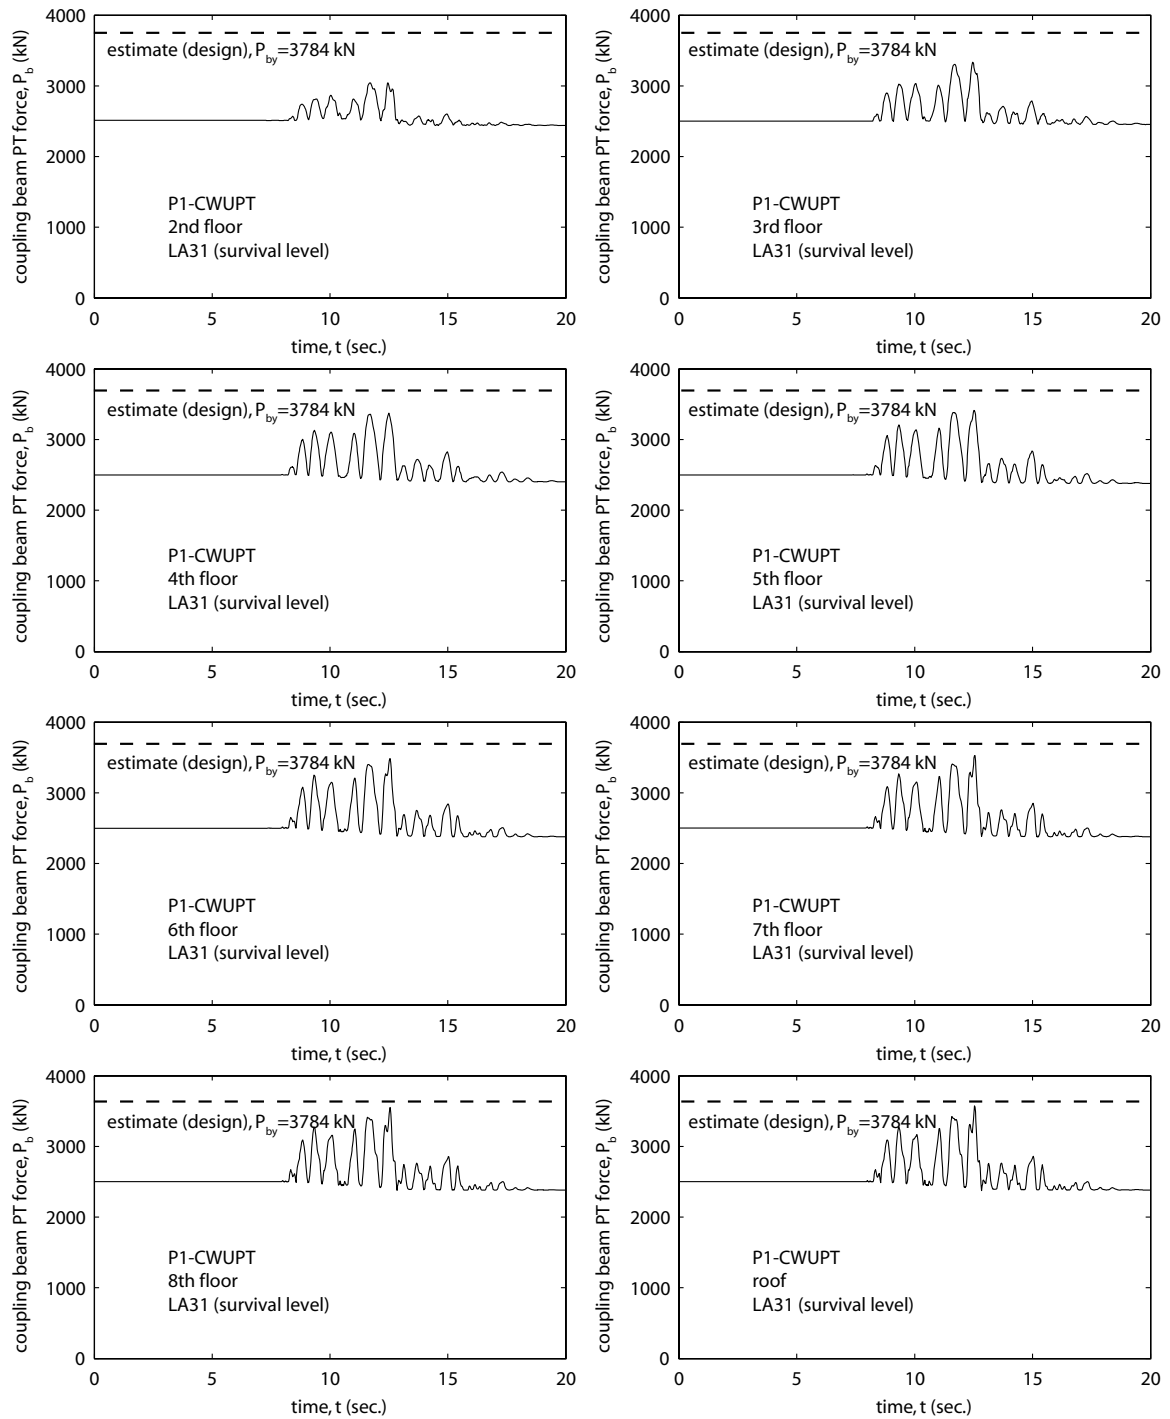 4000
3000
2000
1000
0
coupling beam PT force, P_b (kN)
estimate (design), P_by=3784 kN
P1-CWUPT
2nd floor
LA31 (survival level)
0 5 10 15 20
time, t (sec.)
4000
3000
2000
1000
0
coupling beam PT force, P_b (kN)
estimate (design), P_by=3784 kN
P1-CWUPT
3rd floor
LA31 (survival level)
0 5 10 15 20
time, t (sec.)
4000
3000
2000
1000
0
coupling beam PT force, P_b (kN)
estimate (design), P_by=3784 kN
P1-CWUPT
4th floor
LA31 (survival level)
0 5 10 15 20
time, t (sec.)
4000
3000
2000
1000
0
coupling beam PT force, P_b (kN)
estimate (design), P_by=3784 kN
P1-CWUPT
5th floor
LA31 (survival level)
0 5 10 15 20
time, t (sec.)
4000
3000
2000
1000
0
coupling beam PT force, P_b (kN)
estimate (design), P_by=3784 kN
P1-CWUPT
6th floor
LA31 (survival level)
0 5 10 15 20
time, t (sec.)
4000
3000
2000
1000
0
coupling beam PT force, P_b (kN)
estimate (design), P_by=3784 kN
P1-CWUPT
7th floor
LA31 (survival level)
0 5 10 15 20
time, t (sec.)
4000
3000
2000
1000
0
coupling beam PT force, P_b (kN)
estimate (design), P_by=3784 kN
P1-CWUPT
8th floor
LA31 (survival level)
0 5 10 15 20
time, t (sec.)
4000
3000
2000
1000
0
coupling beam PT force, P_b (kN)
estimate (design), P_by=3784 kN
P1-CWUPT
roof
LA31 (survival level)
0 5 10 15 20
time, t (sec.)